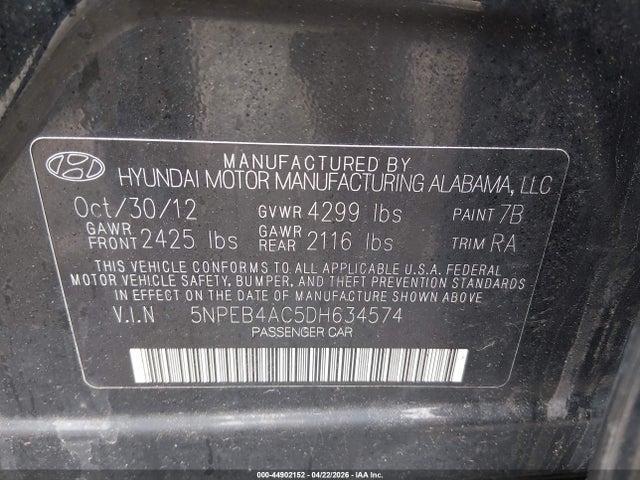 MANUFACTURED BY
HYUNDAI MOTOR MANUFACTURING ALABAMA, LLC
Oct/30/12 GVWR 4299 lbs PAINT 7B
GAWR FRONT 2425 lbs GAWR REAR 2116 lbs TRIM RA
THIS VEHICLE CONFORMS TO ALL APPLICABLE U.S.A. FEDERAL
MOTOR VEHICLE SAFETY, BUMPER, AND THEFT PREVENTION STANDARDS
IN EFFECT ON THE DATE OF MANUFACTURE SHOWN ABOVE.
V.I.N 5NPEB4AC5DH634574
PASSENGER CAR
000-44902152 - 04/22/2026 - IAA Inc.